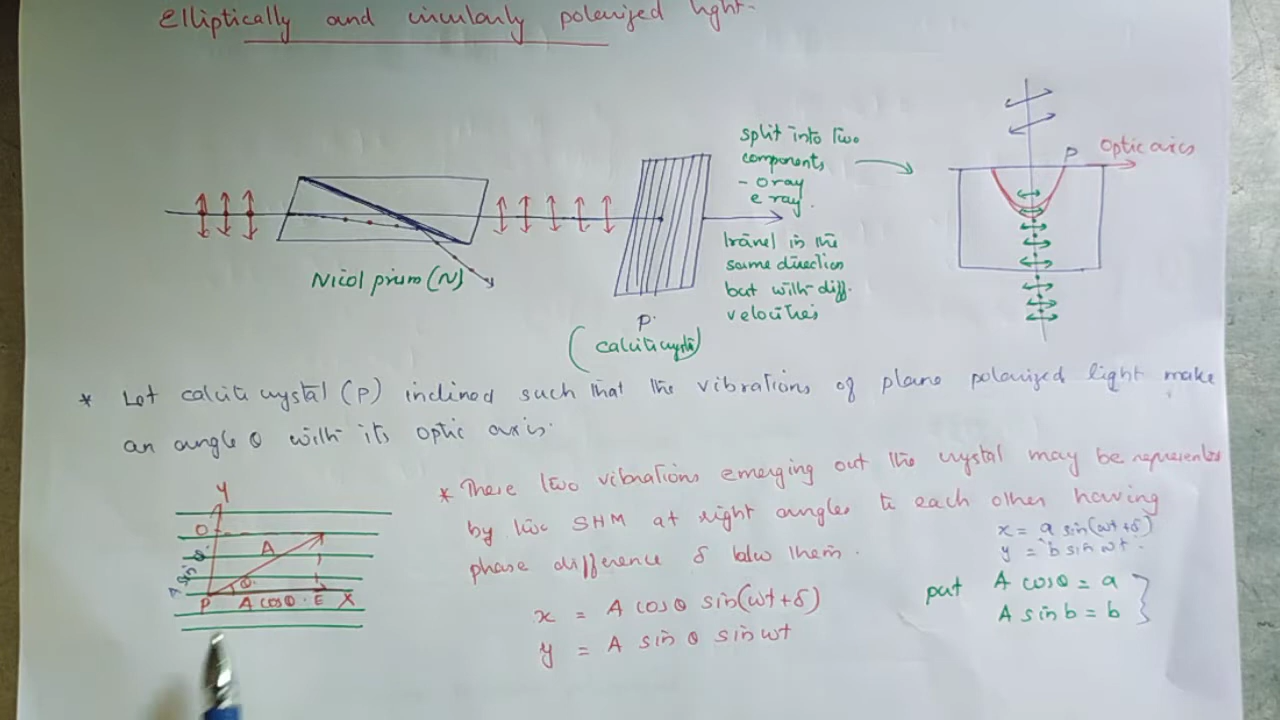 Elliptically and circularly polarized light.
split into two
components
- o ray
e ray.
travel in the
same direction
but with diff.
velocities
P
Optic axis
Nicol prism (N)
P.
(calcite crystal)
* Let calcite crystal (P) inclined such that the vibrations of plane polarized light make
an angle θ with its optic axis.
* These two vibrations emerging out the crystal may be represented
by two SHM at right angles to each other having
phase difference δ b/w them.
x = a sin(ωt+δ)
y = b sin ωt.
x = A cosθ sin(ωt+δ)
y = A sin θ sin ωt
put A cosθ = a
A sin b = b
Y
O
A
A sin θ
θ
P A cosθ . E X